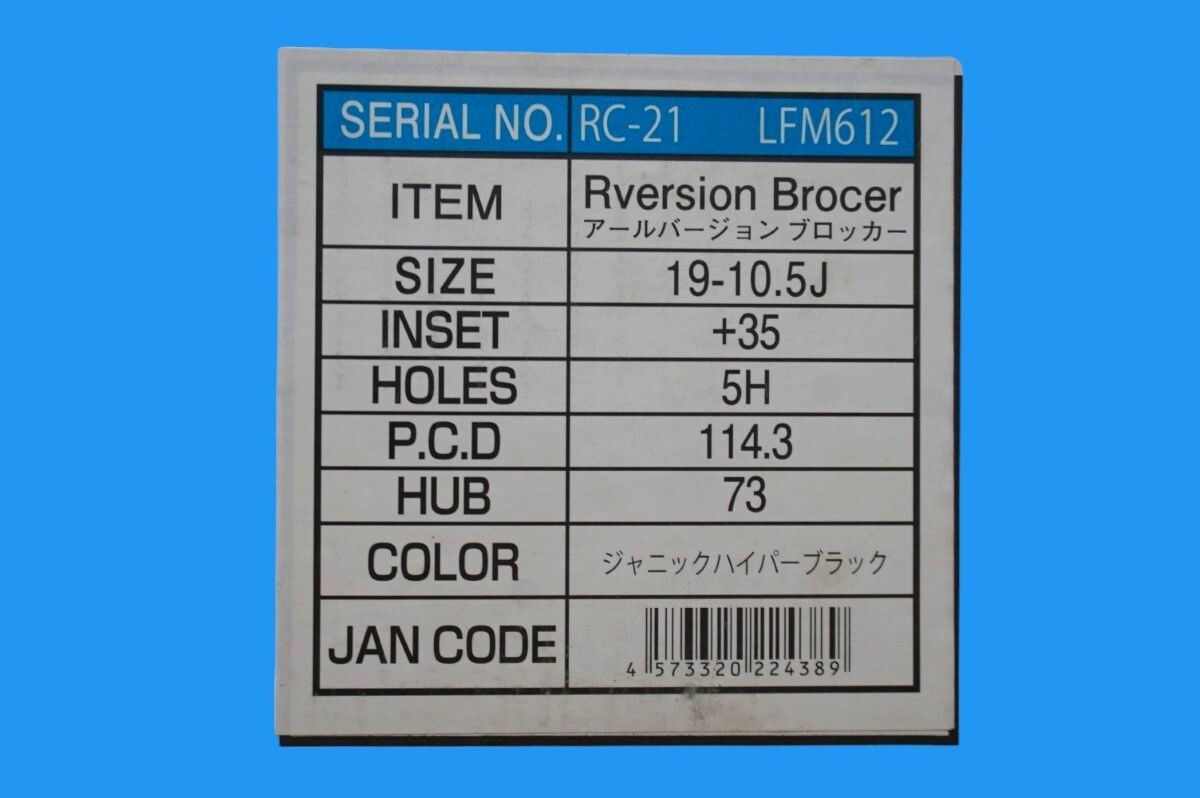 SERIAL NO. RC-21 LFM612
ITEM Rversion Brocer
アールバージョン ブロッカー
SIZE 19-10.5J
INSET +35
HOLES 5H
P.C.D 114.3
HUB 73
COLOR ジャニックハイパーブラック
JAN CODE
4 573320 224389